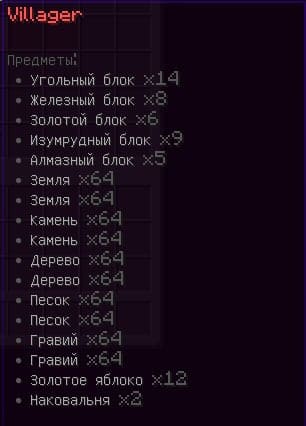 Villager
Предметы:
• Угольный блок x14
• Железный блок x8
• Золотой блок x6
• Изумрудный блок x9
• Алмазный блок x5
• Земля x64
• Земля x64
• Камень x64
• Камень x64
• Дерево x64
• Дерево x64
• Песок x64
• Песок x64
• Гравий x64
• Гравий x64
• Золотое яблоко x12
• Наковальня x2